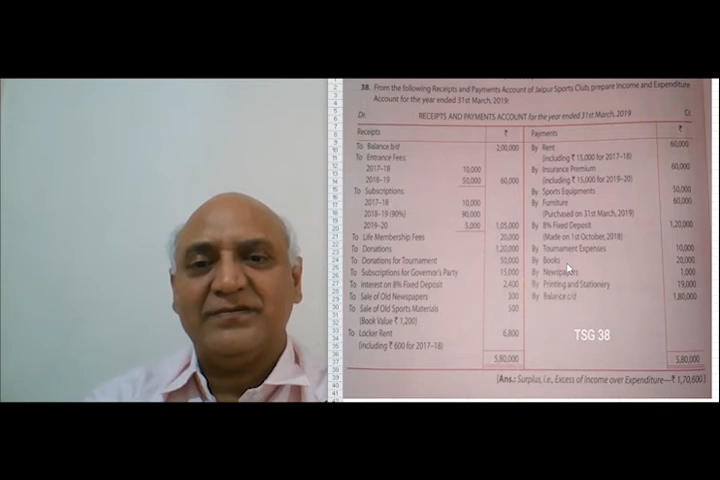 38. From the following Receipts and Payments Account of Jaipur Sports Club, prepare Income and Expenditure
Account for the year ended 31st March, 2019:
Dr. RECEIPTS AND PAYMENTS ACCOUNT for the year ended 31st March, 2019 Cr.
Receipts ₹ Payments ₹
To Balance b/d 2,00,000 By Rent 60,000
To Entrance Fees: (including ₹ 15,000 for 2017–18)
2017–18 10,000 By Insurance Premium 60,000
2018–19 50,000 60,000 (including ₹ 15,000 for 2019–20)
To Subscriptions: By Sports Equipments 50,000
2017–18 10,000 By Furniture 60,000
2018–19 (90%) 90,000 (Purchased on 31st March, 2019)
2019–20 5,000 1,05,000 By 8% Fixed Deposit 1,20,000
To Life Membership Fees 20,000 (Made on 1st October, 2018)
To Donations 1,20,000 By Tournament Expenses 10,000
To Donations for Tournament 50,000 By Books 20,000
To Subscriptions for Governor's Party 15,000 By Newspapers 1,000
To Interest on 8% Fixed Deposit 2,400 By Printing and Stationery 19,000
To Sale of Old Newspapers 300 By Balance c/d 1,80,000
To Sale of Old Sports Materials 500
(Book Value ₹ 1,200)
To Locker Rent 6,800
(including ₹ 600 for 2017–18)
TSG 38
5,80,000 5,80,000
[Ans.: Surplus, i.e., Excess of Income over Expenditure—₹ 1,70,600]